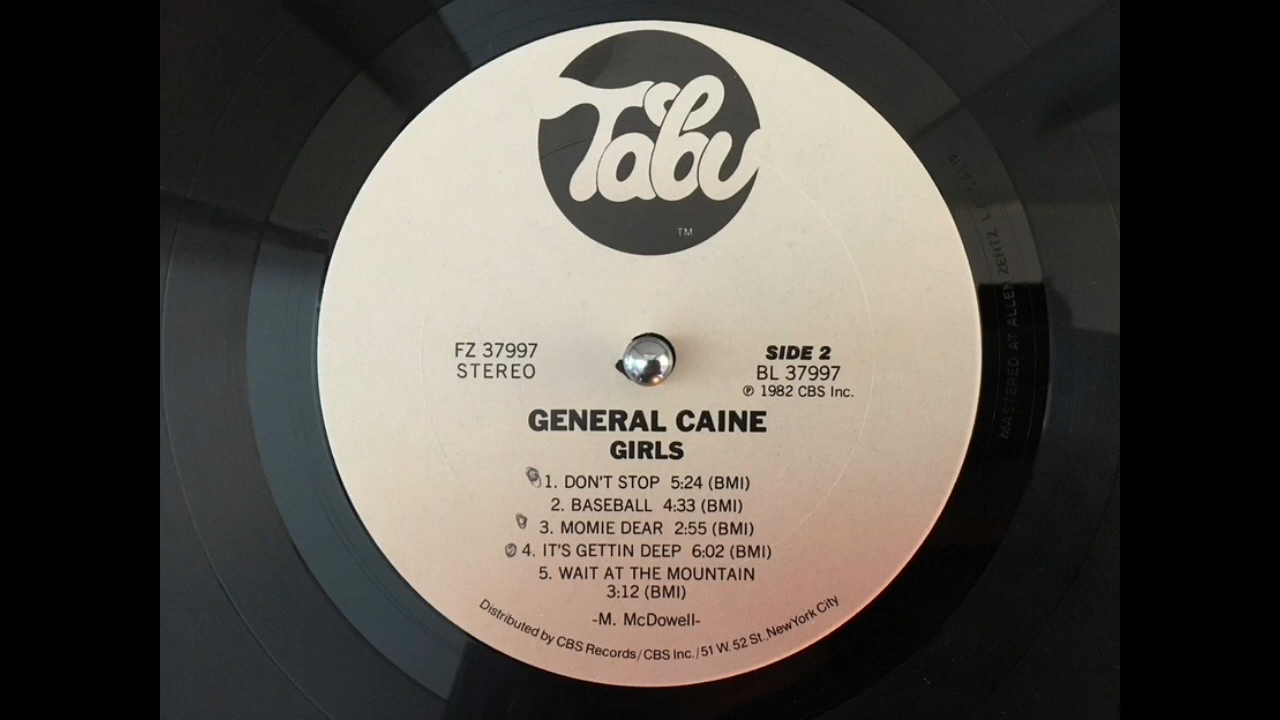 Tabu
TM
FZ 37997
STEREO
SIDE 2
BL 37997
℗ 1982 CBS Inc.
GENERAL CAINE
GIRLS
1. DON'T STOP 5:24 (BMI)
2. BASEBALL 4:33 (BMI)
3. MOMIE DEAR 2:55 (BMI)
4. IT'S GETTIN DEEP 6:02 (BMI)
5. WAIT AT THE MOUNTAIN
3:12 (BMI)
-M. McDowell-
Distributed by CBS Records/CBS Inc./51 W. 52 St., New York City
MASTERED AT ALLEN ZENTZ L.A.